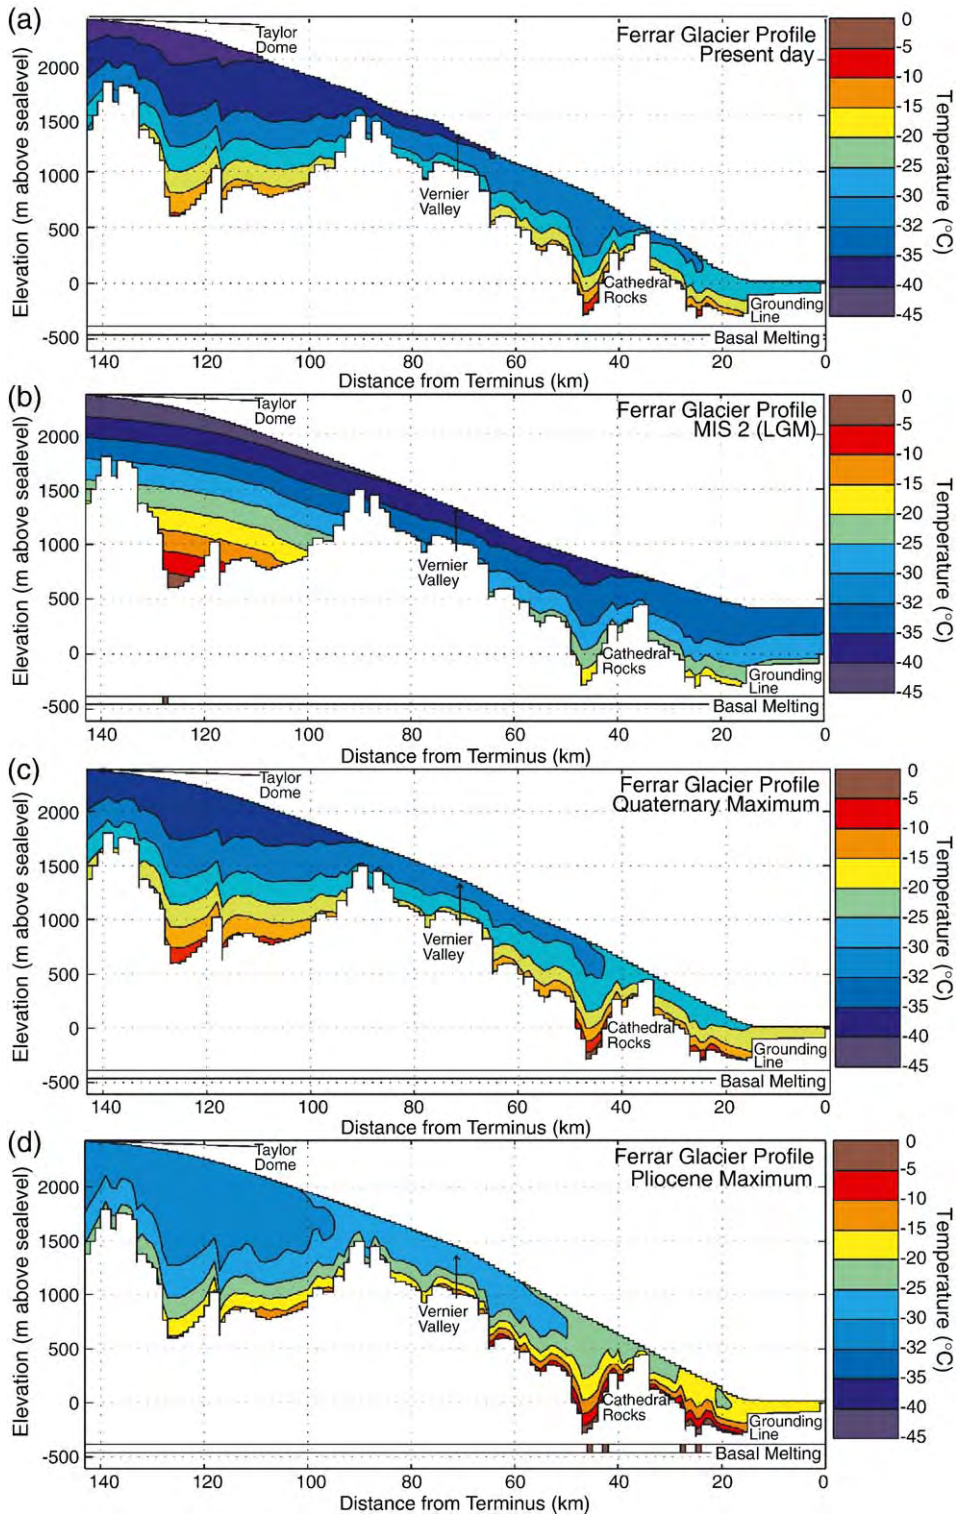 (a)
Taylor
Dome
Ferrar Glacier Profile
Present day
2000
1500
1000
500
0
-500
Vernier
Valley
Cathedral
Rocks
Grounding
Line
Basal Melting
140 120 100 80 60 40 20 0
Distance from Terminus (km)
Elevation (m above sealevel)
0
-5
-10
-15
-20
-25
-30
-32
-35
-40
-45
Temperature (°C)
(b)
Taylor
Dome
Ferrar Glacier Profile
MIS 2 (LGM)
2000
1500
1000
500
0
-500
Vernier
Valley
Cathedral
Rocks
Grounding
Line
Basal Melting
140 120 100 80 60 40 20 0
Distance from Terminus (km)
Elevation (m above sealevel)
0
-5
-10
-15
-20
-25
-30
-32
-35
-40
-45
Temperature (°C)
(c)
Taylor
Dome
Ferrar Glacier Profile
Quaternary Maximum
2000
1500
1000
500
0
-500
Vernier
Valley
Cathedral
Rocks
Grounding
Line
Basal Melting
140 120 100 80 60 40 20 0
Distance from Terminus (km)
Elevation (m above sealevel)
0
-5
-10
-15
-20
-25
-30
-32
-35
-40
-45
Temperature (°C)
(d)
Taylor
Dome
Ferrar Glacier Profile
Pliocene Maximum
2000
1500
1000
500
0
-500
Vernier
Valley
Cathedral
Rocks
Grounding
Line
Basal Melting
140 120 100 80 60 40 20 0
Distance from Terminus (km)
Elevation (m above sealevel)
0
-5
-10
-15
-20
-25
-30
-32
-35
-40
-45
Temperature (°C)